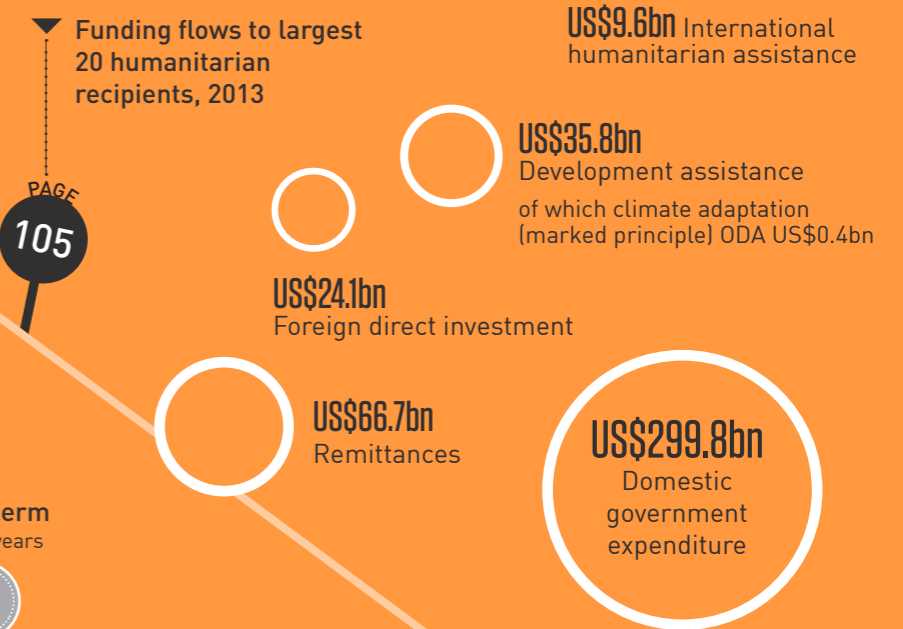 Funding flows to largest
20 humanitarian
recipients, 2013
PAGE
105
US$9.6bn International
humanitarian assistance
US$35.8bn
Development assistance
of which climate adaptation
(marked principle) ODA US$0.4bn
US$24.1bn
Foreign direct investment
US$66.7bn
Remittances
US$299.8bn
Domestic
government
expenditure